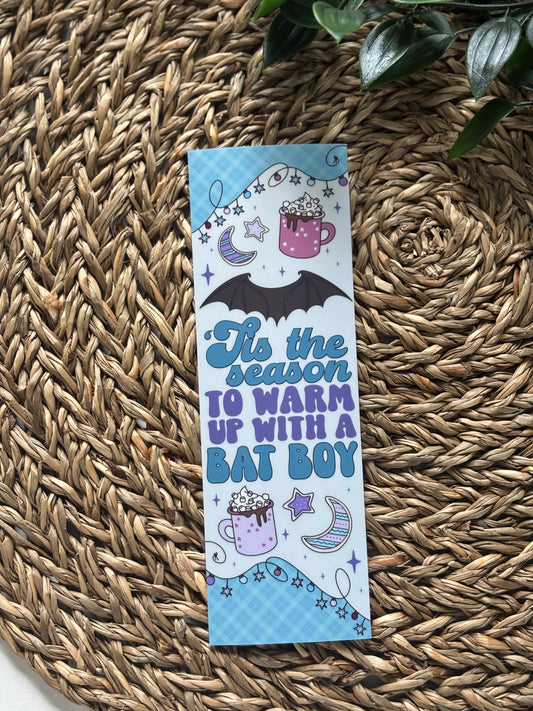 'Tis the
season
TO WARM
UP WITH A
BAT BOY